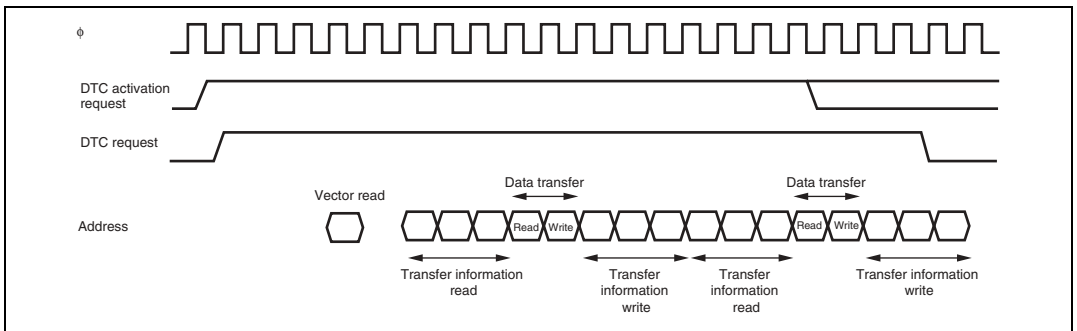 ϕ
DTC activation
request
DTC request
Data transfer
Data transfer
Vector read
Address
Read
Write
Read
Write
Transfer information
read
Transfer
information
write
Transfer
information
read
Transfer information
write